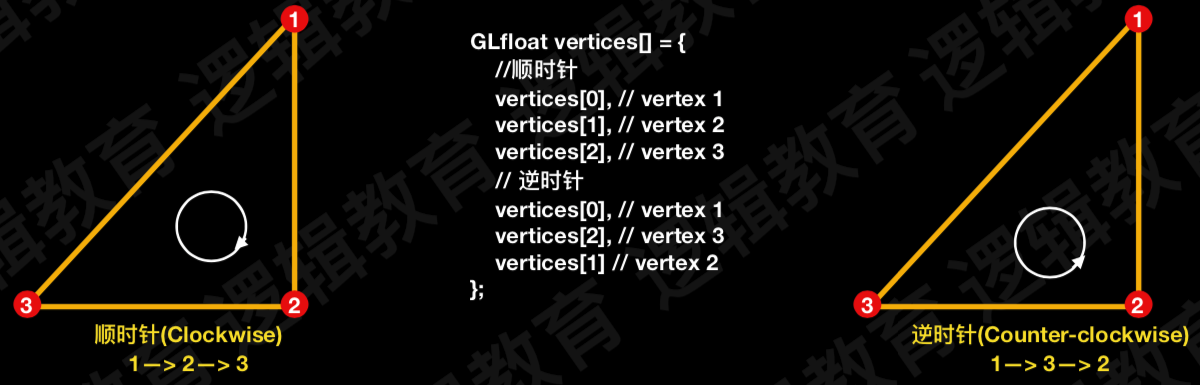 1
3
2
顺时针(Clockwise)
1—> 2—> 3
GLfloat vertices[] = {
//顺时针
vertices[0], // vertex 1
vertices[1], // vertex 2
vertices[2], // vertex 3
// 逆时针
vertices[0], // vertex 1
vertices[2], // vertex 3
vertices[1] // vertex 2
};
1
3
2
逆时针(Counter-clockwise)
1—> 3—> 2
逻辑教育 逻辑教育 逻辑教育